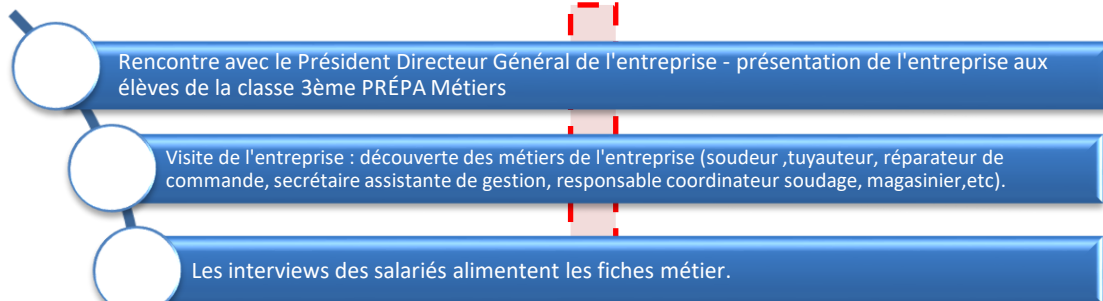 Rencontre avec le Président Directeur Général de l'entreprise - présentation de l'entreprise aux
élèves de la classe 3ème PRÉPA Métiers
Visite de l'entreprise : découverte des métiers de l'entreprise (soudeur ,tuyauteur, réparateur de
commande, secrétaire assistante de gestion, responsable coordinateur soudage, magasinier,etc).
Les interviews des salariés alimentent les fiches métier.